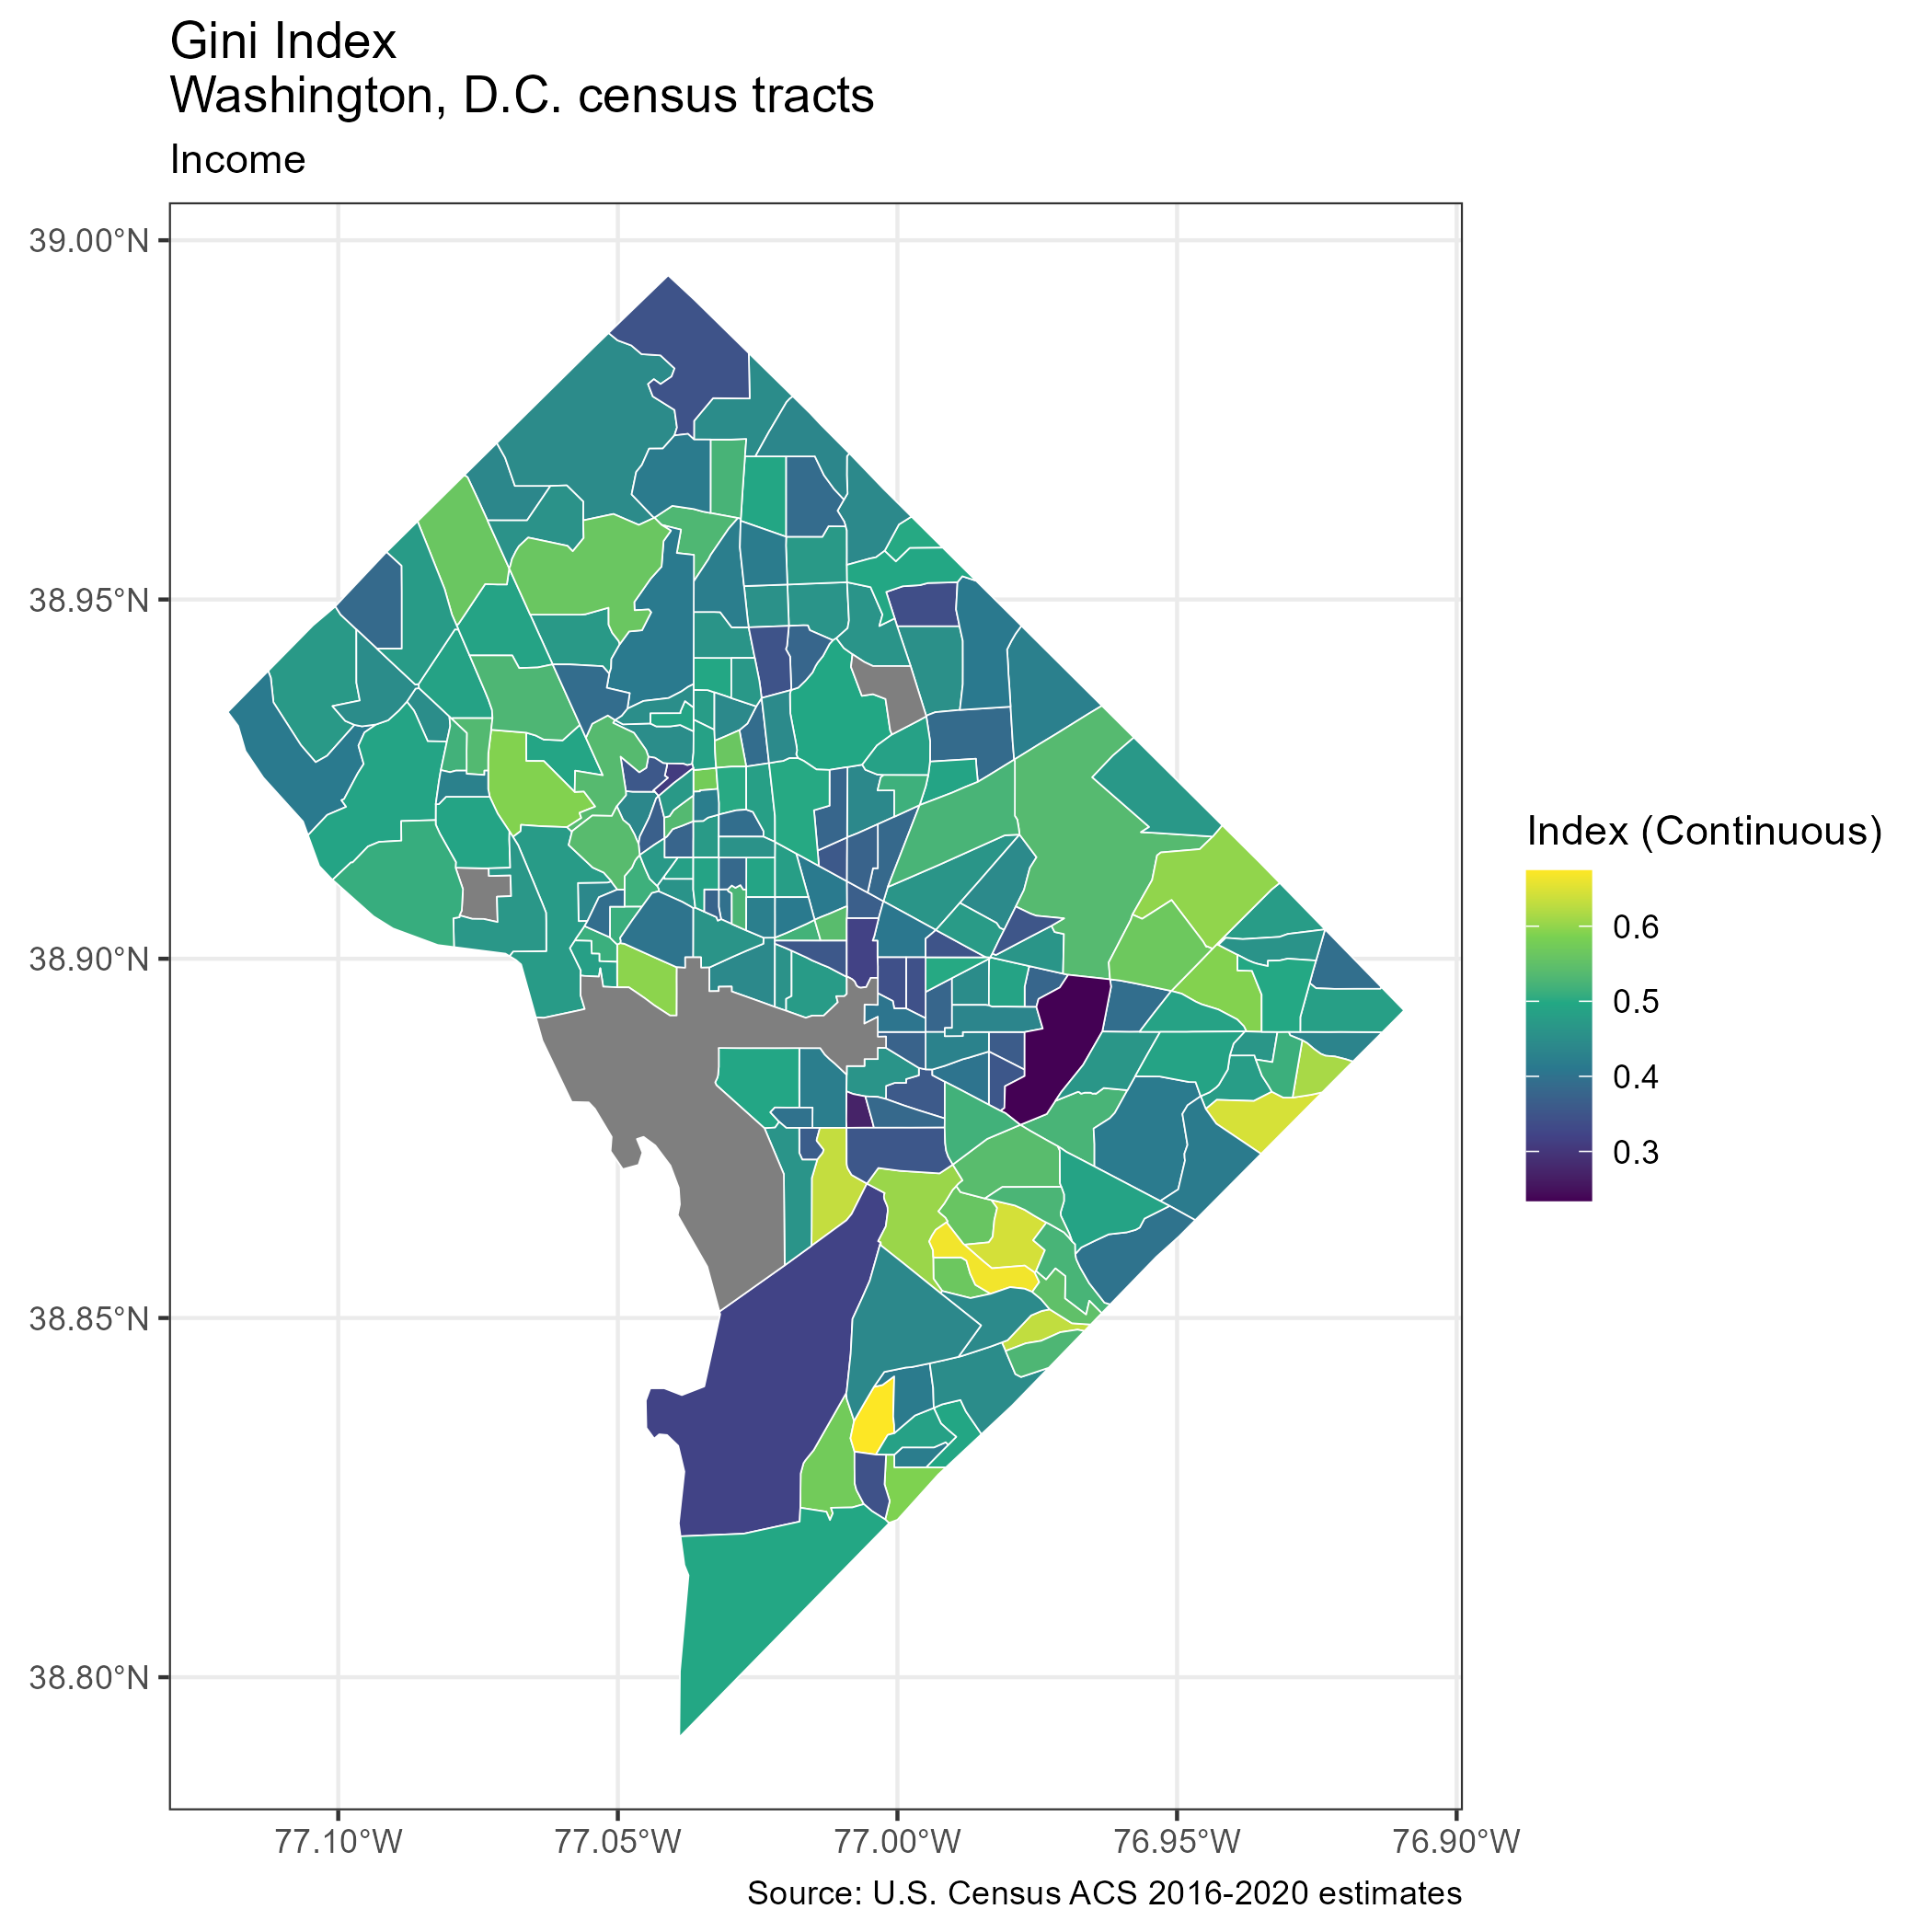 Gini Index
Washington, D.C. census tracts
Income
39.00°N
38.95°N
38.90°N
38.85°N
38.80°N
77.10°W
77.05°W
77.00°W
76.95°W
76.90°W
Index (Continuous)
0.6
0.5
0.4
0.3
Source: U.S. Census ACS 2016-2020 estimates